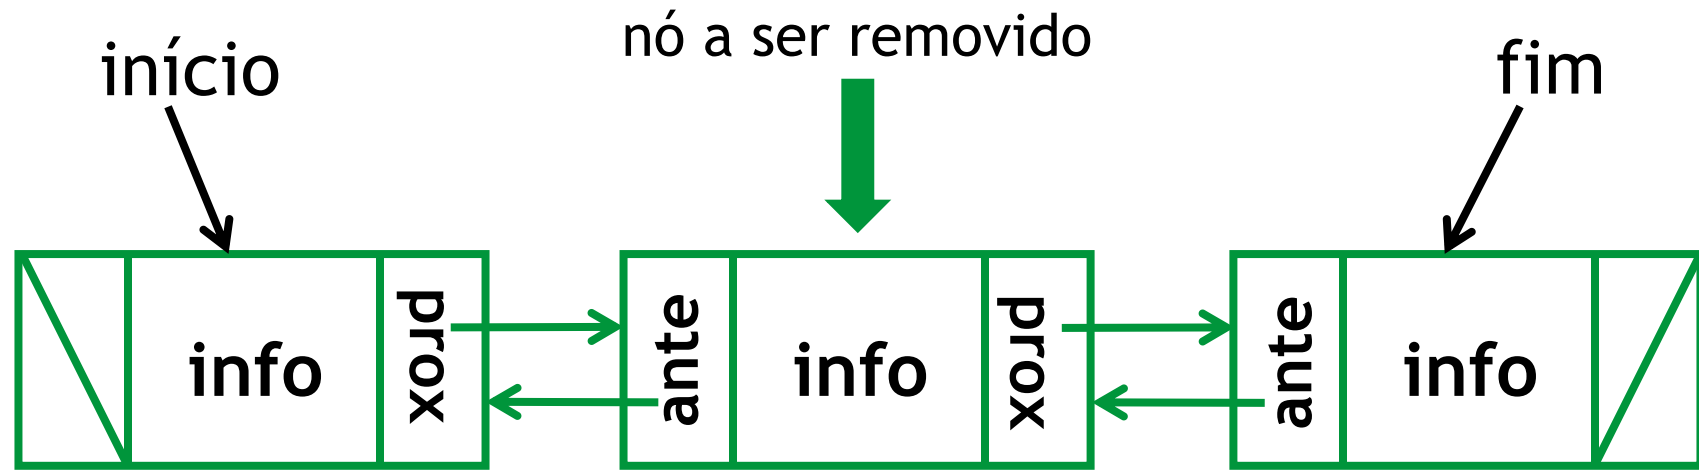 nó a ser removido
início
fim
info
prox
ante
info
prox
ante
info